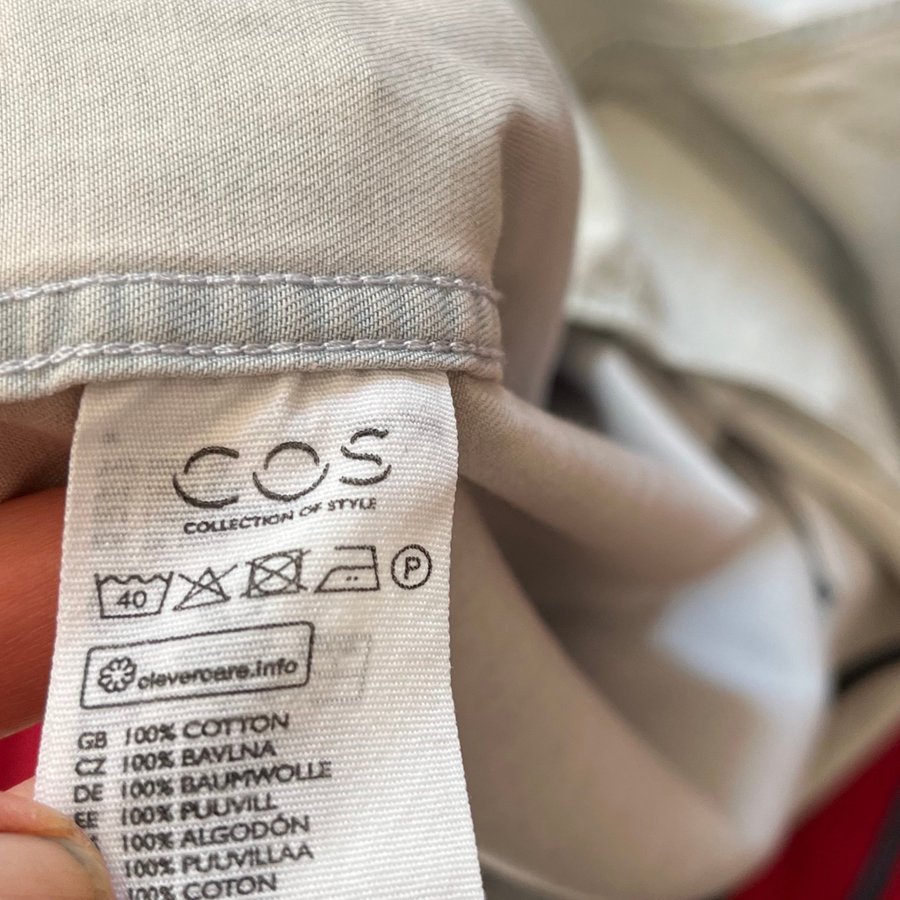 COS
COLLECTION OF STYLE
40 P
clevercare.info
GB 100% COTTON
CZ 100% BAVLNA
DE 100% BAUMWOLLE
EE 100% PUUVILL
100% ALGODÓN
100% PUUVILLAA
100% COTON